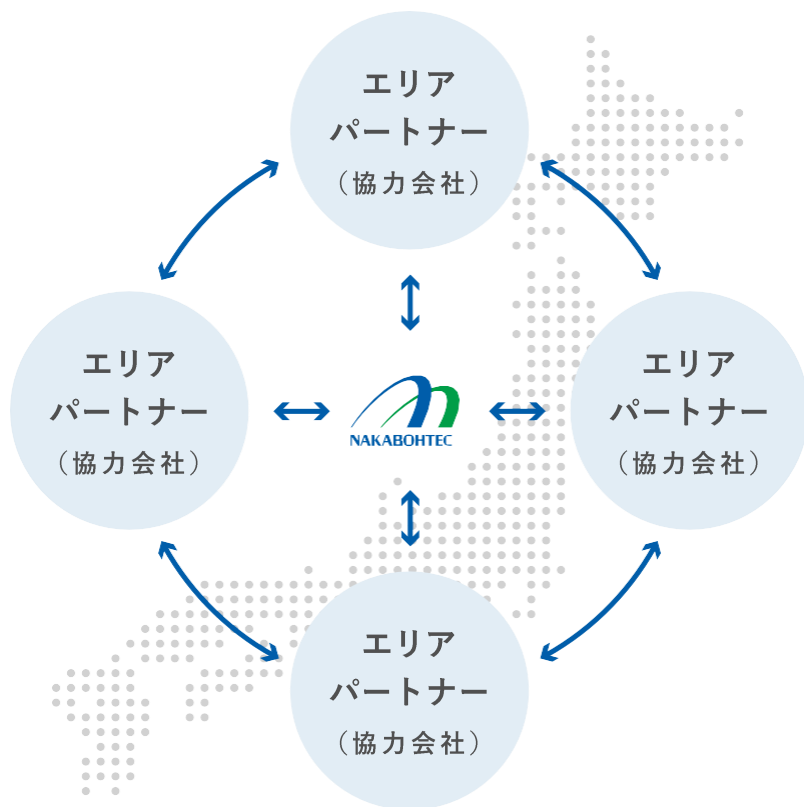 エリア
パートナー
（協力会社）
エリア
パートナー
（協力会社）
NAKABOHTEC
エリア
パートナー
（協力会社）
エリア
パートナー
（協力会社）